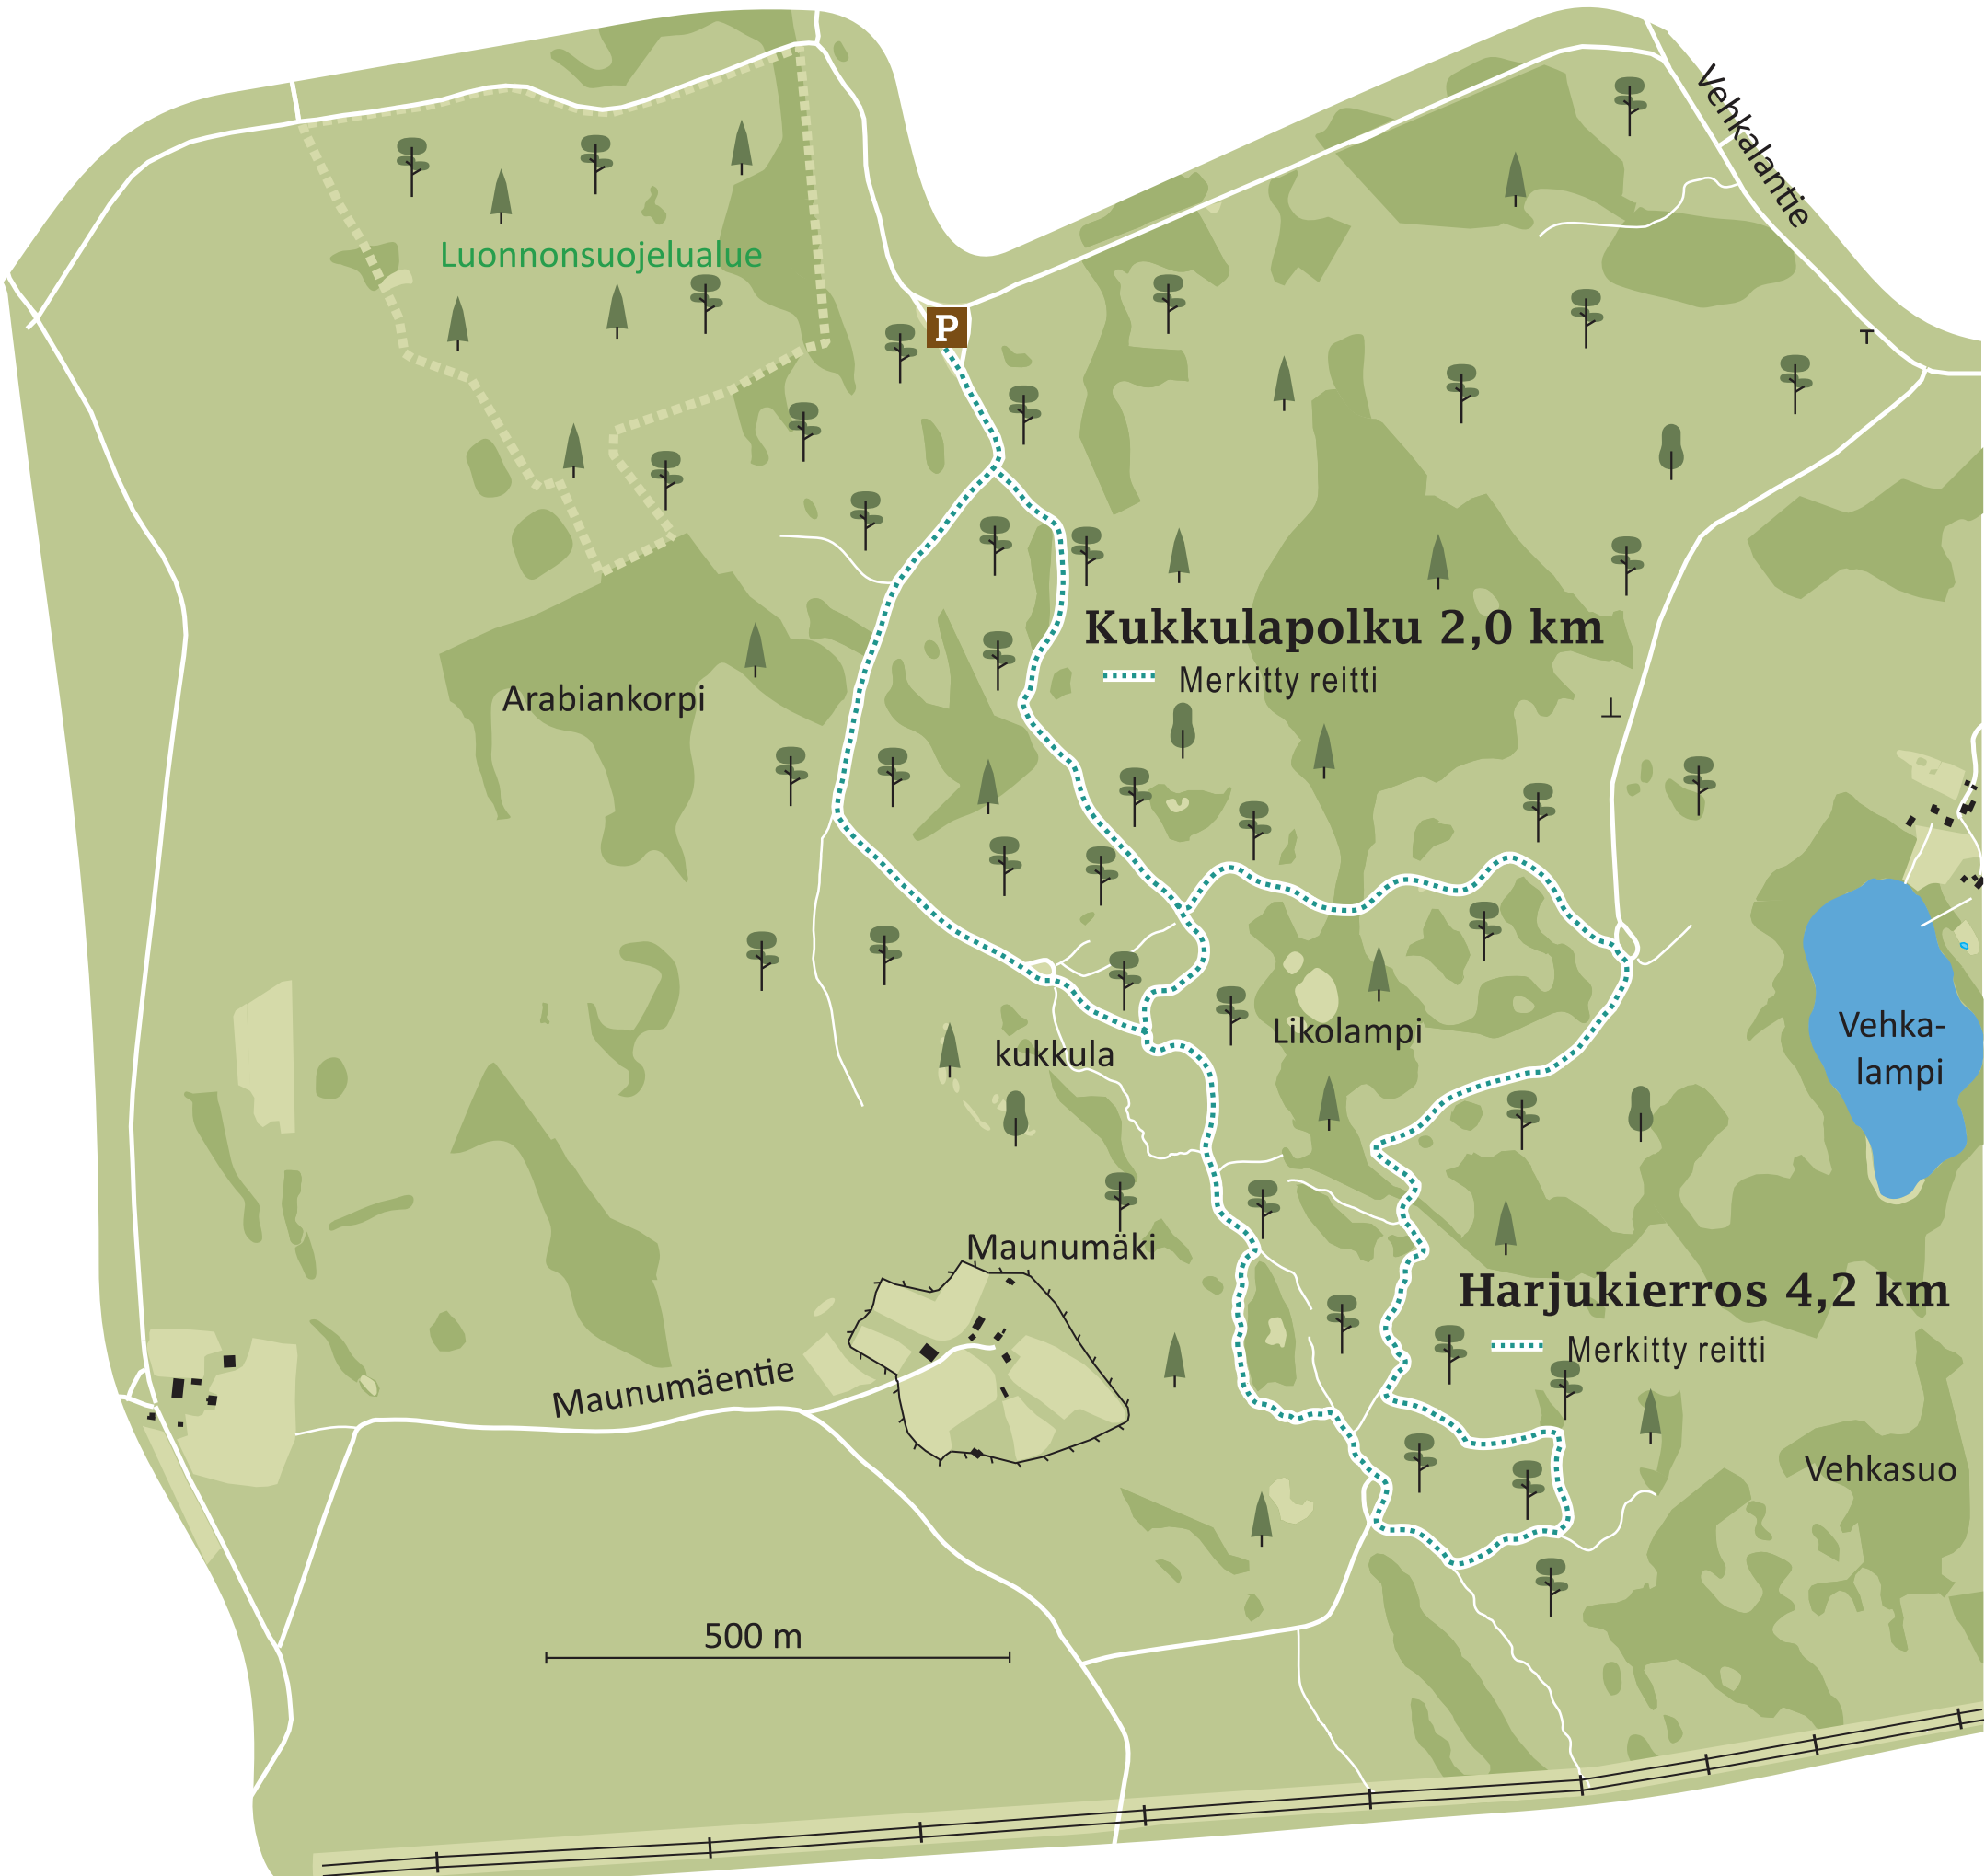 Vehkalantie
Luonnonsuojelualue
P
Kukkulapolku 2,0 km
Merkitty reitti
Arabiankorpi
Likolampi
Vehka-
lampi
kukkula
Maunumäki
Harjukierros 4,2 km
Merkitty reitti
Maunumäentie
Vehkasuo
500 m